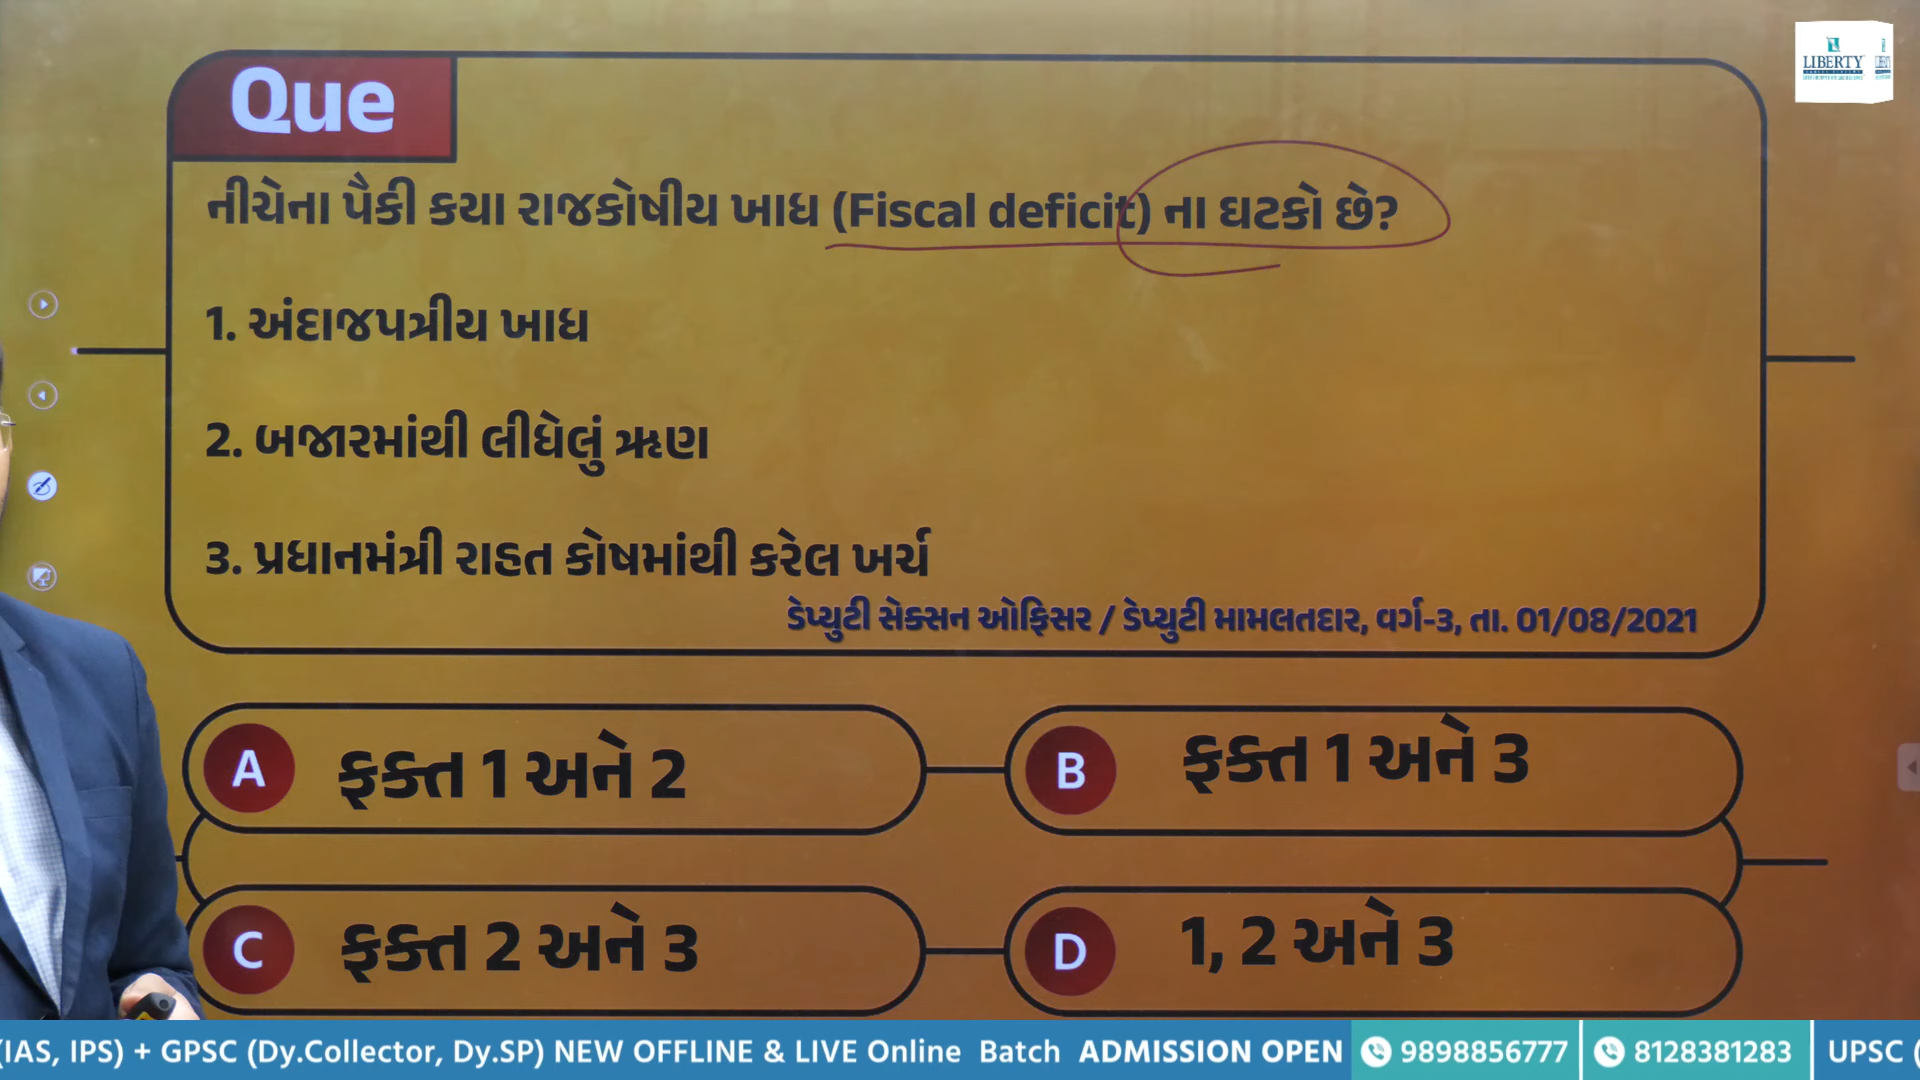 LIBERTY
Que
નીચેના પૈકી કયા રાજકોષીય ખાધ (Fiscal deficit) ના ઘટકો છે?
1. અંદાજપત્રીય ખાધ
2. બજારમાંથી લીધેલું ઋણ
3. પ્રધાનમંત્રી રાહત કોષમાંથી કરેલ ખર્ચ
ડેપ્યુટી સેક્સન ઓફિસર / ડેપ્યુટી મામલતદાર, વર્ગ-૩, તા. 01/08/2021
A ફક્ત 1 અને 2
B ફક્ત 1 અને 3
C ફક્ત 2 અને 3
D 1, 2 અને 3
(IAS, IPS) + GPSC (Dy.Collector, Dy.SP) NEW OFFLINE & LIVE Online Batch ADMISSION OPEN 9898856777 8128381283 UPSC (